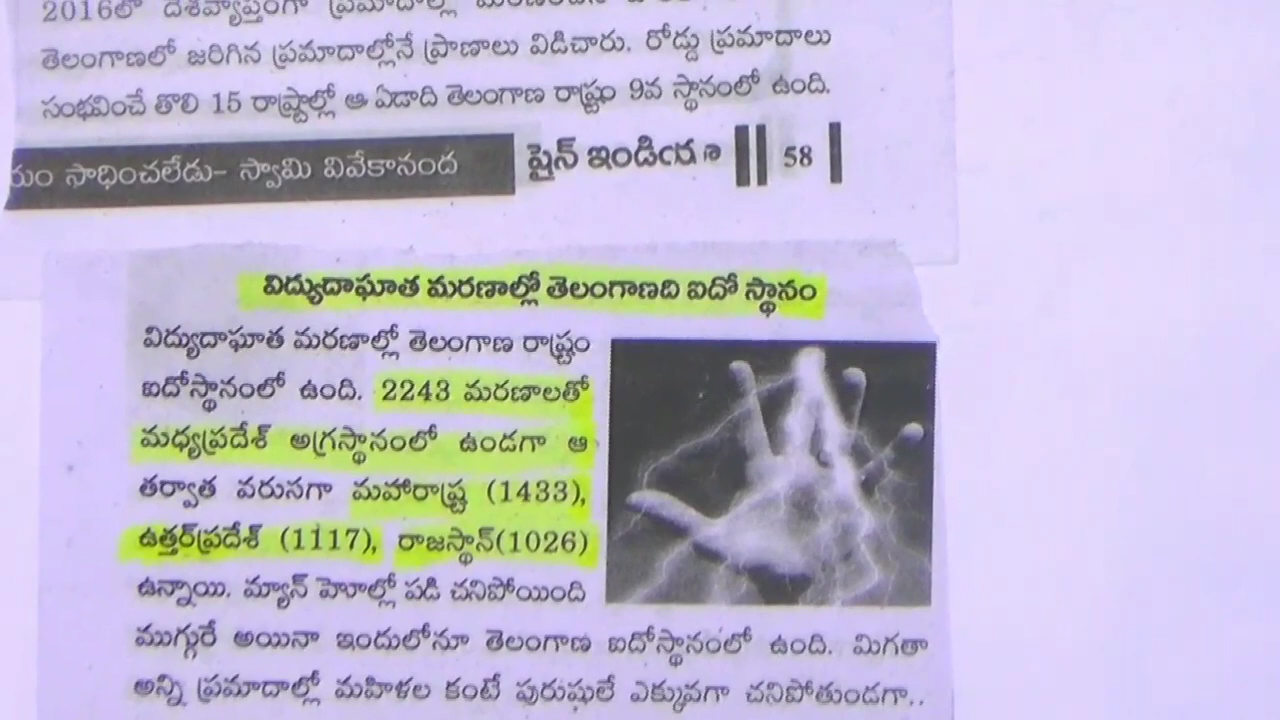 2016లో దేశవ్యాప్తంగా ప్రమాదాల్లో
తెలంగాణలో జరిగిన ప్రమాదాల్లోనే ప్రాణాలు విడిచారు. రోడ్డు ప్రమాదాలు
సంభవించే తొలి 15 రాష్ట్రాల్లో ఆ ఏడాది తెలంగాణ రాష్ట్రం 9వ స్థానంలో ఉంది.
సాధించలేడు- స్వామి వివేకానంద షైన్ ఇండియా 58
విద్యుదాఘాత మరణాల్లో తెలంగాణది ఐదో స్థానం
విద్యుదాఘాత మరణాల్లో తెలంగాణ రాష్ట్రం
ఐదోస్థానంలో ఉంది. 2243 మరణాలతో
మధ్యప్రదేశ్ అగ్రస్థానంలో ఉండగా ఆ
తర్వాత వరుసగా మహారాష్ట్ర (1433),
ఉత్తర్‌ప్రదేశ్ (1117), రాజస్థాన్(1026)
ఉన్నాయి. మ్యాన్ హెూల్లో పడి చనిపోయింది
ముగ్గురే అయినా ఇందులోనూ తెలంగాణ ఐదోస్థానంలో ఉంది. మిగతా
అన్ని ప్రమాదాల్లో మహిళల కంటే పురుషులే ఎక్కువగా చనిపోతుండగా..